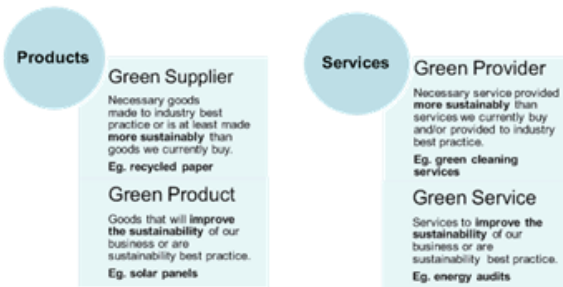 Products
Green Supplier
Necessary goods
made to industry best
practice or is at least made
more sustainably than
goods we currently buy.
Eg. recycled paper
Green Product
Goods that will improve
the sustainability of our
business or are
sustainability best practice.
Eg. solar panels
Services
Green Provider
Necessary service provided
more sustainably than
services we currently buy
and/or provided to industry
best practice.
Eg. green cleaning
services
Green Service
Services to improve the
sustainability of our
business or are
sustainability best practice.
Eg. energy audits